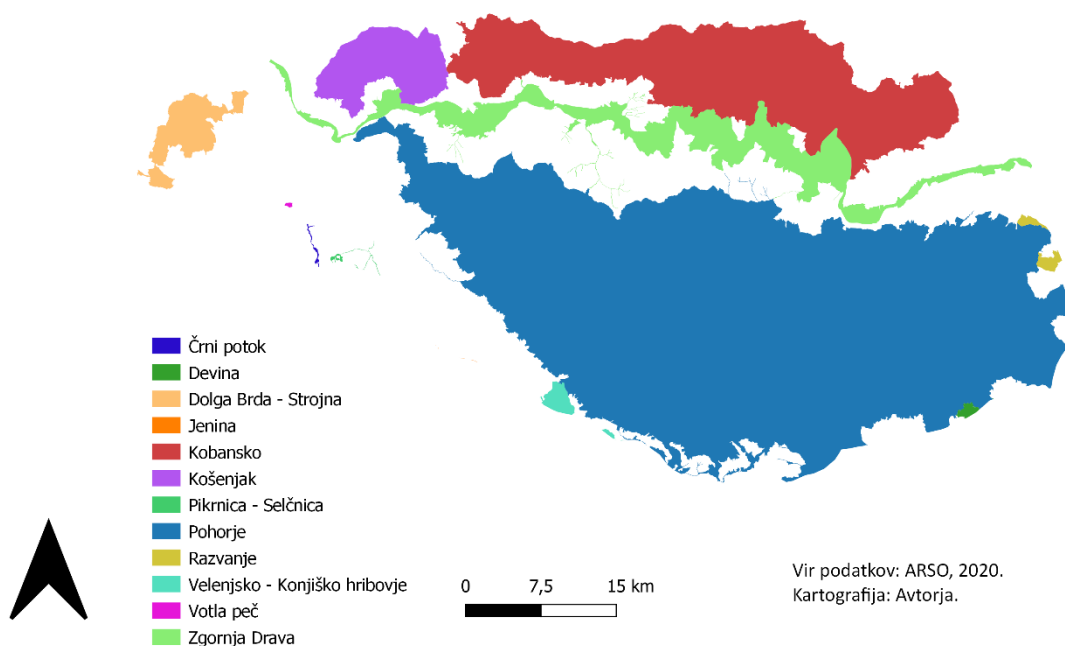 Črni potok
Devina
Dolga Brda - Strojna
Jenina
Kobansko
Košenjak
Pikrnica - Selčnica
Pohorje
Razvanje
Velenjsko - Konjiško hribovje
Votla peč
Zgornja Drava
0 7,5 15 km
Vir podatkov: ARSO, 2020.
Kartografija: Avtorja.